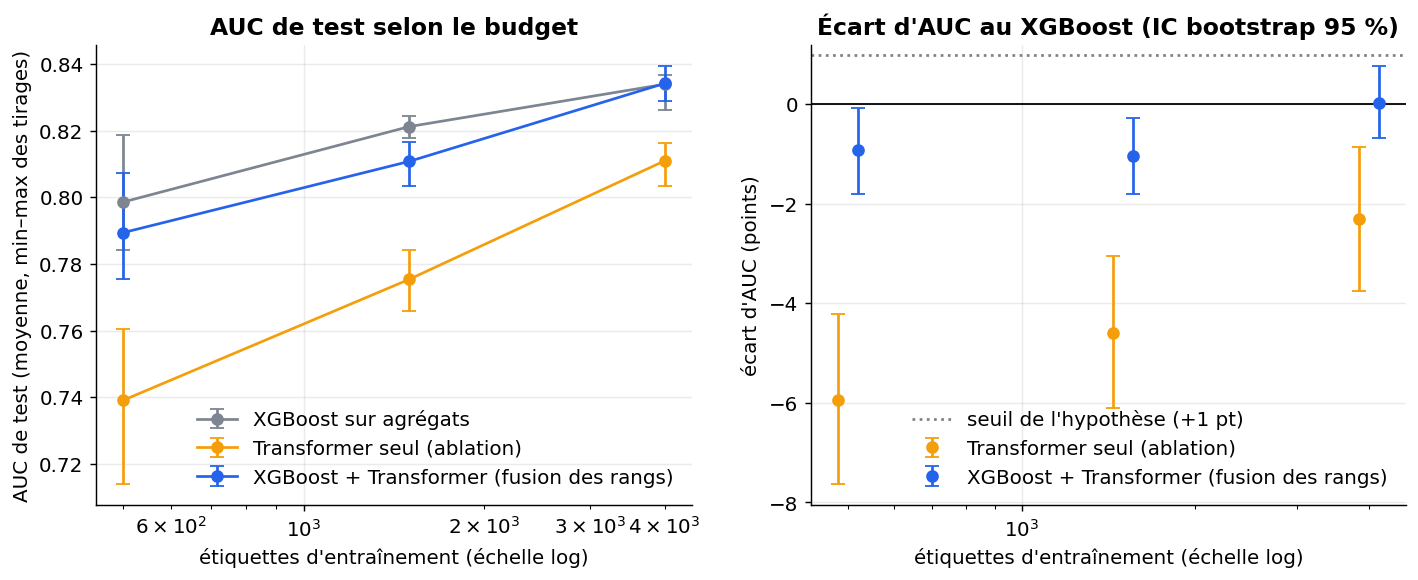 AUC de test selon le budget
AUC de test (moyenne, min–max des tirages)
0.84
0.82
0.80
0.78
0.76
0.74
0.72
XGBoost sur agrégats
Transformer seul (ablation)
XGBoost + Transformer (fusion des rangs)
6 × 10²
10³
2 × 10³
3 × 10³
4 × 10³
étiquettes d'entraînement (échelle log)
Écart d'AUC au XGBoost (IC bootstrap 95 %)
écart d'AUC (points)
0
−2
−4
−6
−8
seuil de l'hypothèse (+1 pt)
Transformer seul (ablation)
XGBoost + Transformer (fusion des rangs)
10³
étiquettes d'entraînement (échelle log)